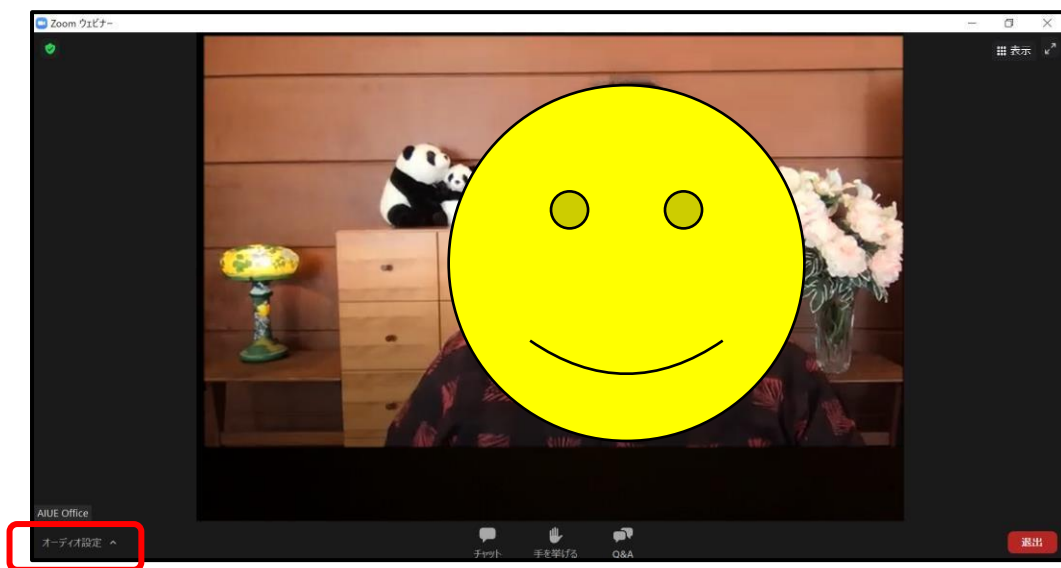 Zoom ウェビナー
表示
AIUE Office
オーディオ設定
チャット
手を挙げる
Q&A
退出